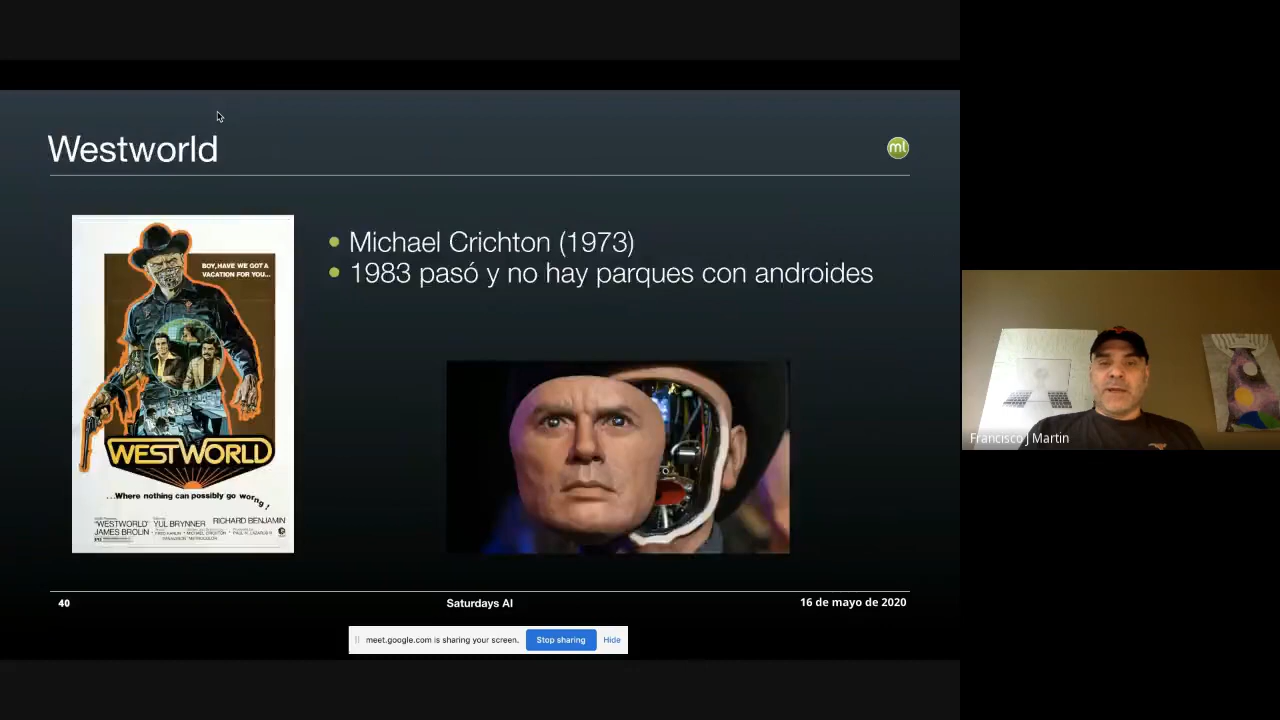 Westworld
ml
Michael Crichton (1973)
1983 pasó y no hay parques con androides
BOY, HAVE WE GOT A
VACATION FOR YOU...
WESTWORLD
...Where nothing can possibly go worng!
"WESTWORLD" YUL BRYNNER RICHARD BENJAMIN
JAMES BROLIN
Francisco J Martin
40
Saturdays AI
16 de mayo de 2020
meet.google.com is sharing your screen.
Stop sharing
Hide